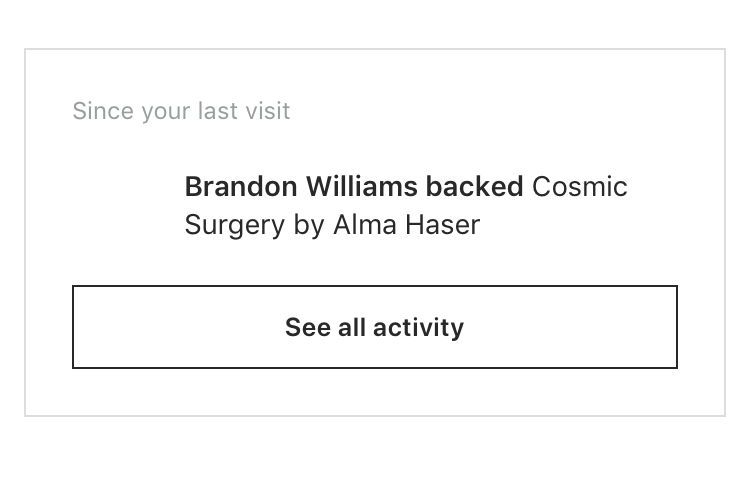 Since your last visit
Brandon Williams backed Cosmic
Surgery by Alma Haser
See all activity